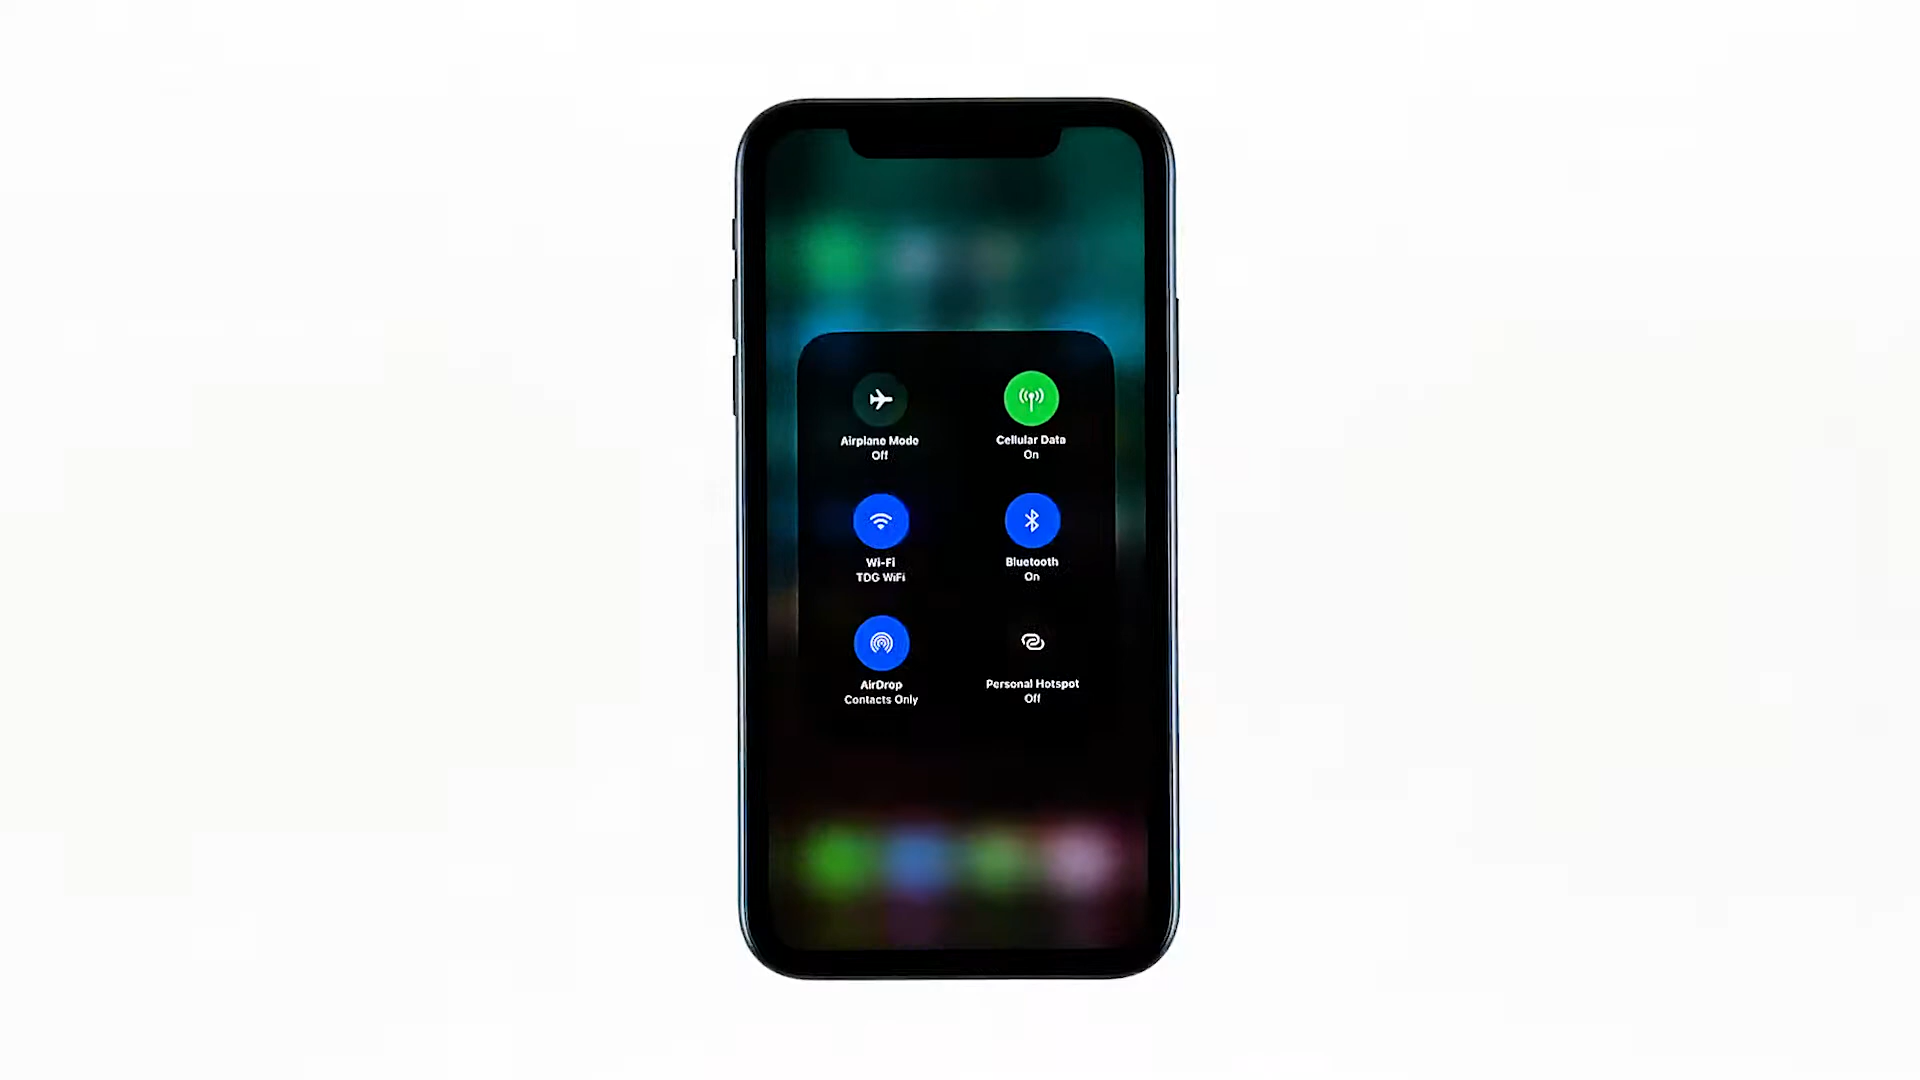 Airplane Mode
Off
Cellular Data
On
Wi-Fi
TDG WiFi
Bluetooth
On
AirDrop
Contacts Only
Personal Hotspot
Off